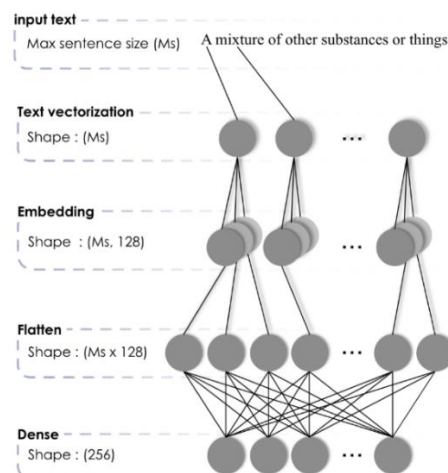 input text
Max sentence size (Ms)
A mixture of other substances or things
Text vectorization
Shape : (Ms)
...
Embedding
Shape : (Ms, 128)
...
Flatten
Shape : (Ms x 128)
...
Dense
Shape : (256)
...